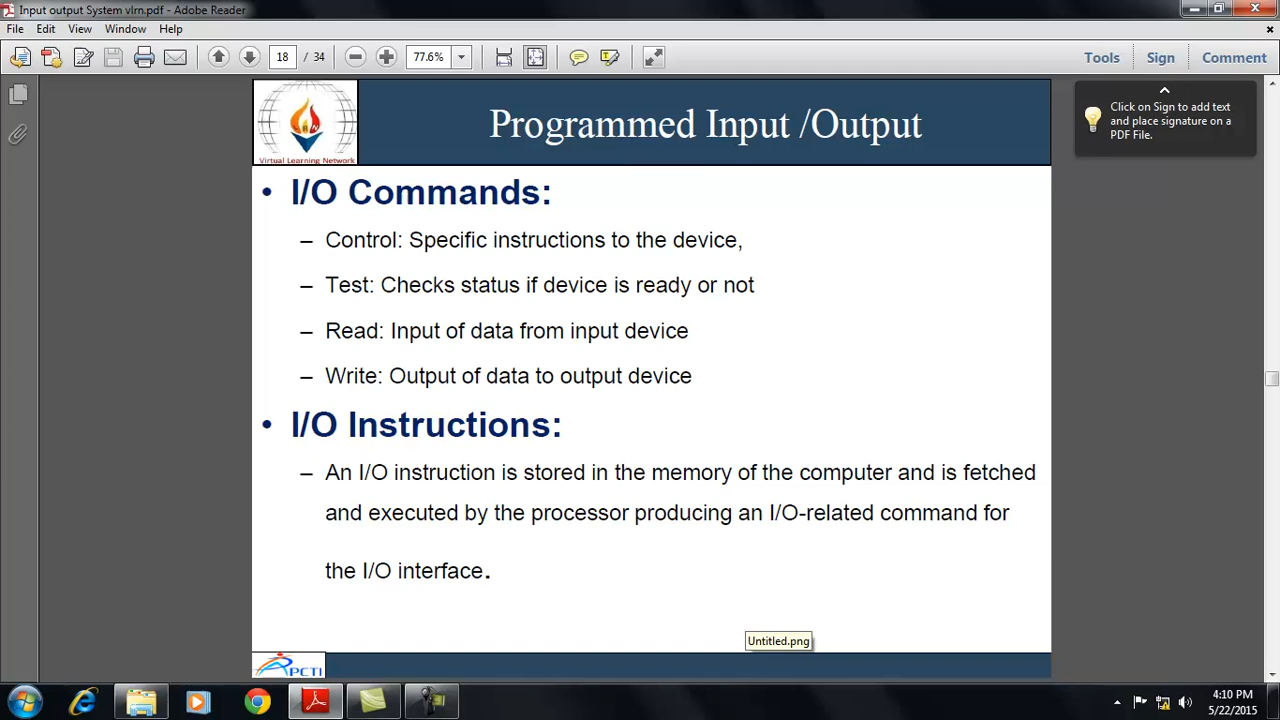 Input output System vlrn.pdf - Adobe Reader
File Edit View Window Help
18 / 34 77.6% Tools Sign Comment
Click on Sign to add text
and place signature on a
PDF File.
Virtual Learning Network
Programmed Input /Output
• I/O Commands:
– Control: Specific instructions to the device,
– Test: Checks status if device is ready or not
– Read: Input of data from input device
– Write: Output of data to output device
• I/O Instructions:
– An I/O instruction is stored in the memory of the computer and is fetched
and executed by the processor producing an I/O-related command for
the I/O interface.
Untitled.png
PCTI
4:10 PM
5/22/2015